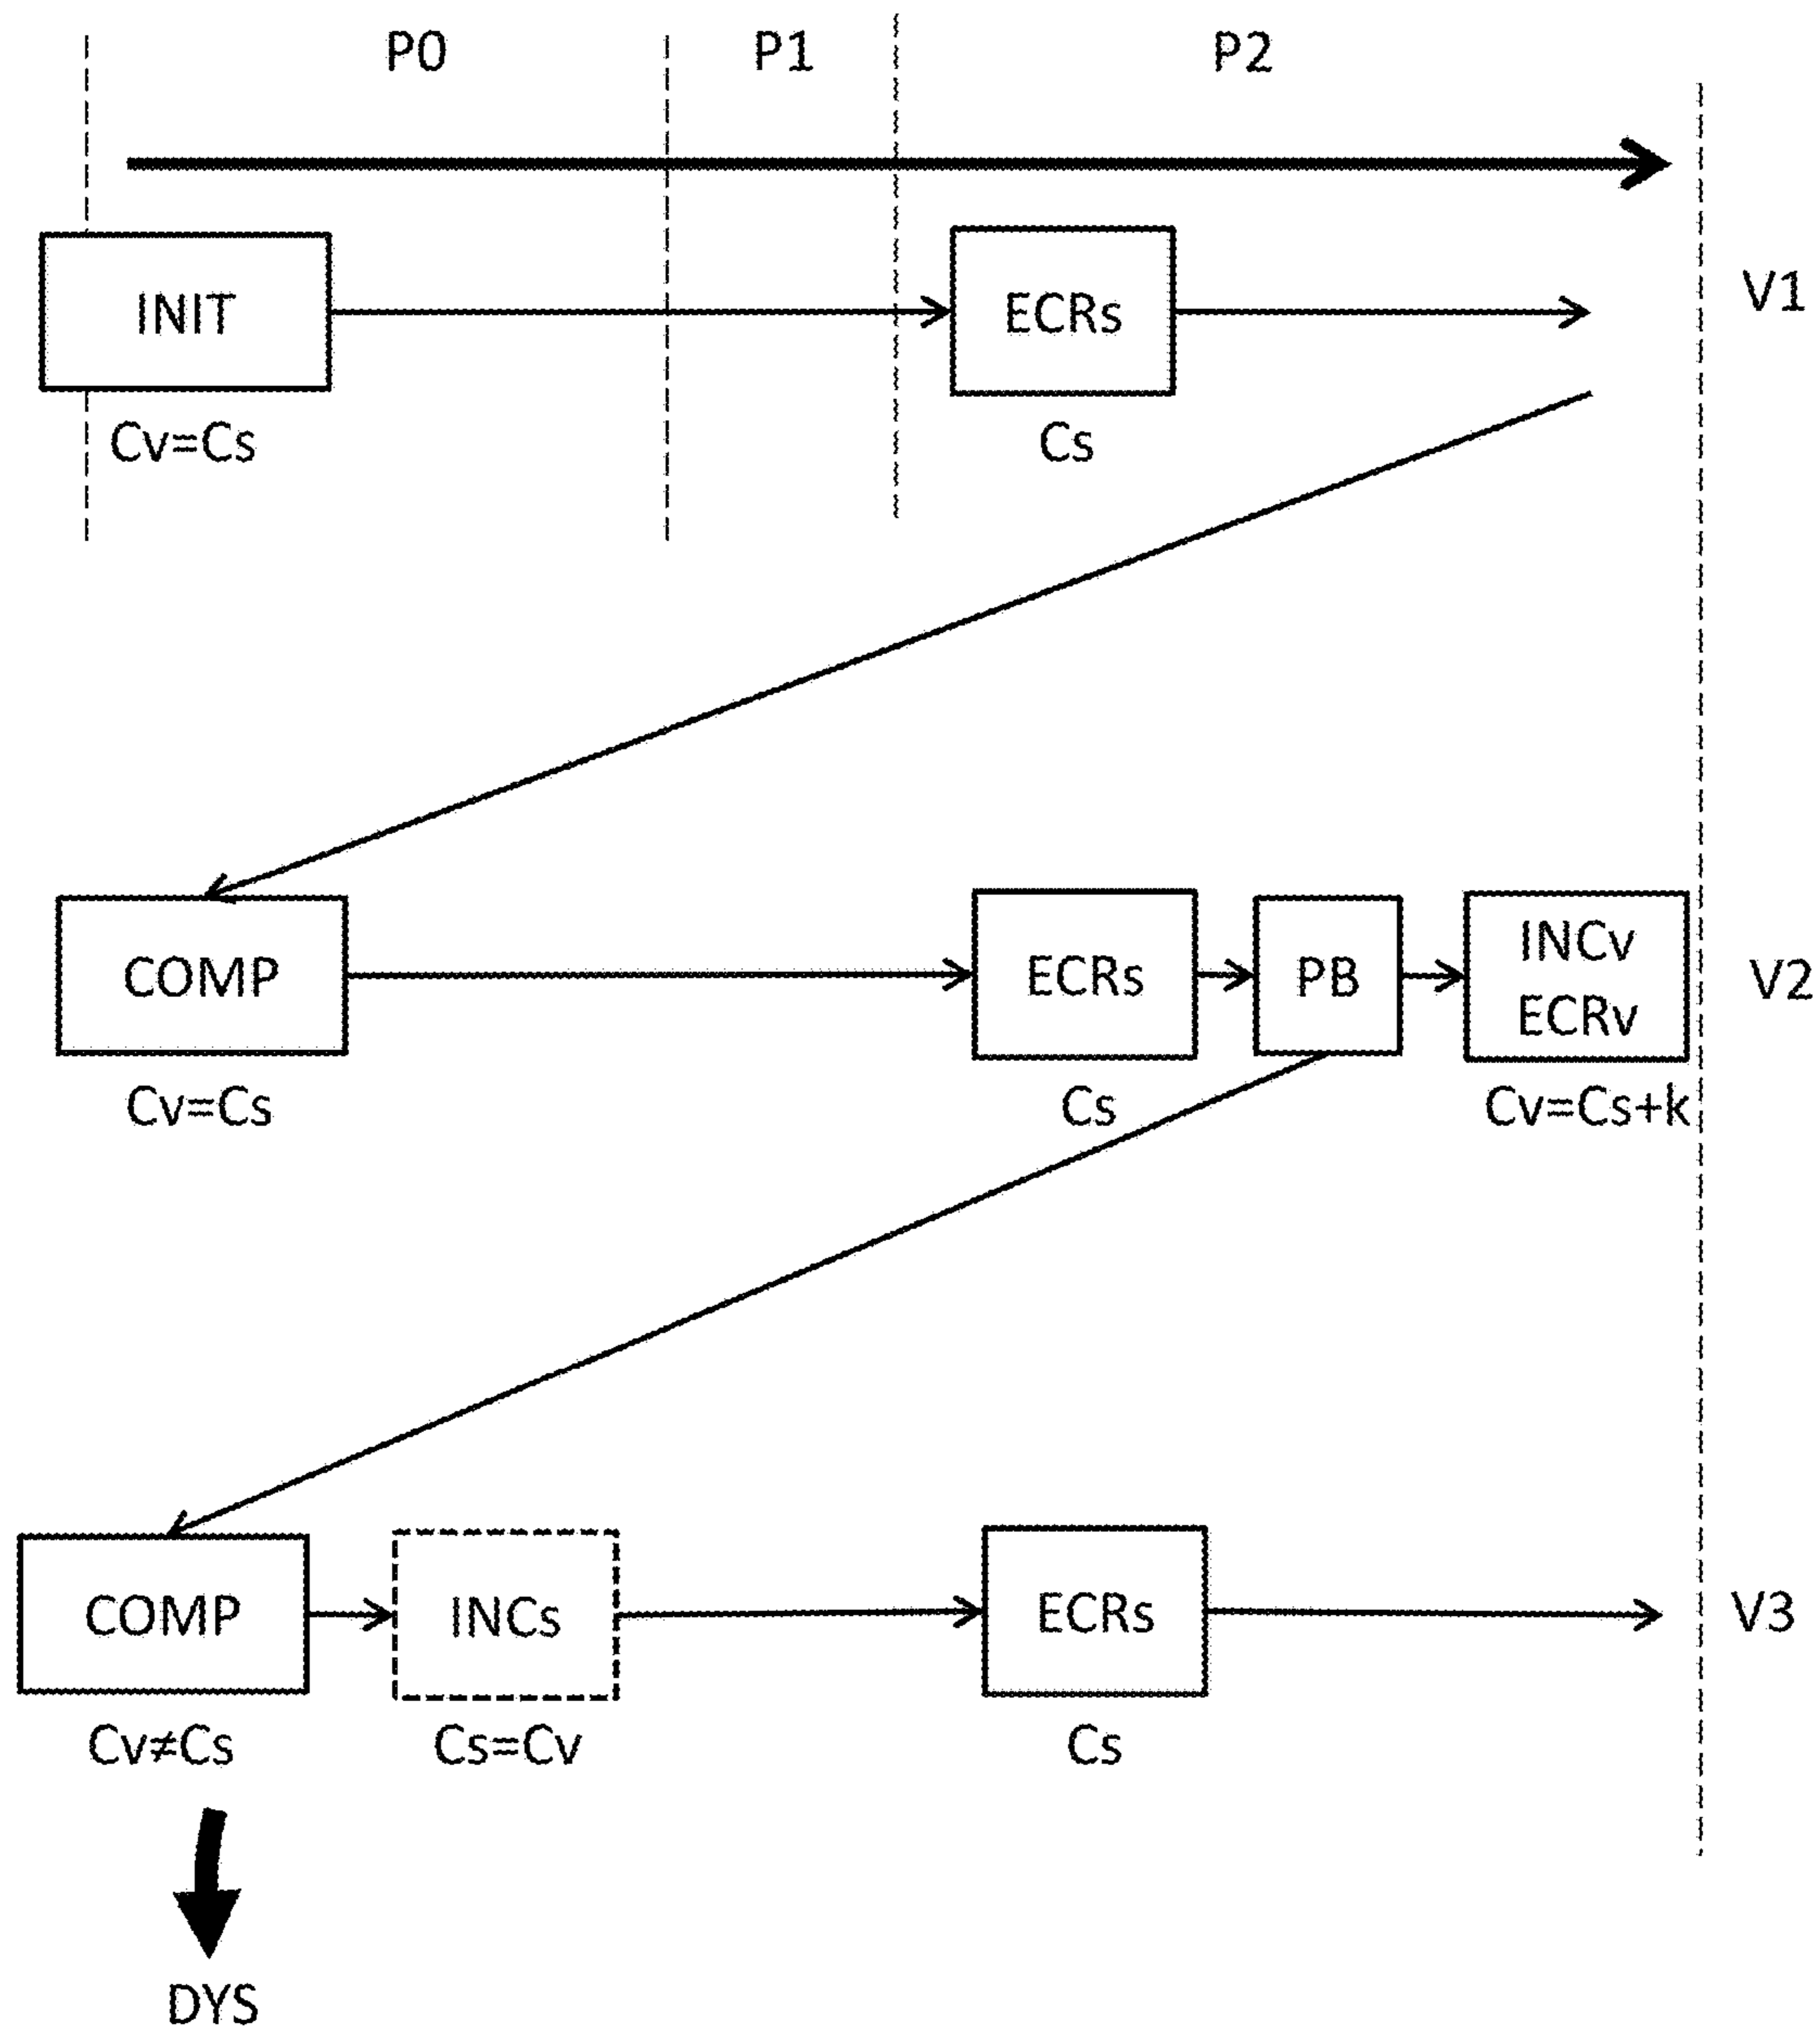 P0 P1 P2
INIT ECRs V1
Cv=Cs Cs
COMP ECRs PB INCv ECRv V2
Cv=Cs Cs Cv=Cs+k
COMP INCs ECRs V3
Cv≠Cs Cs=Cv Cs
DYS